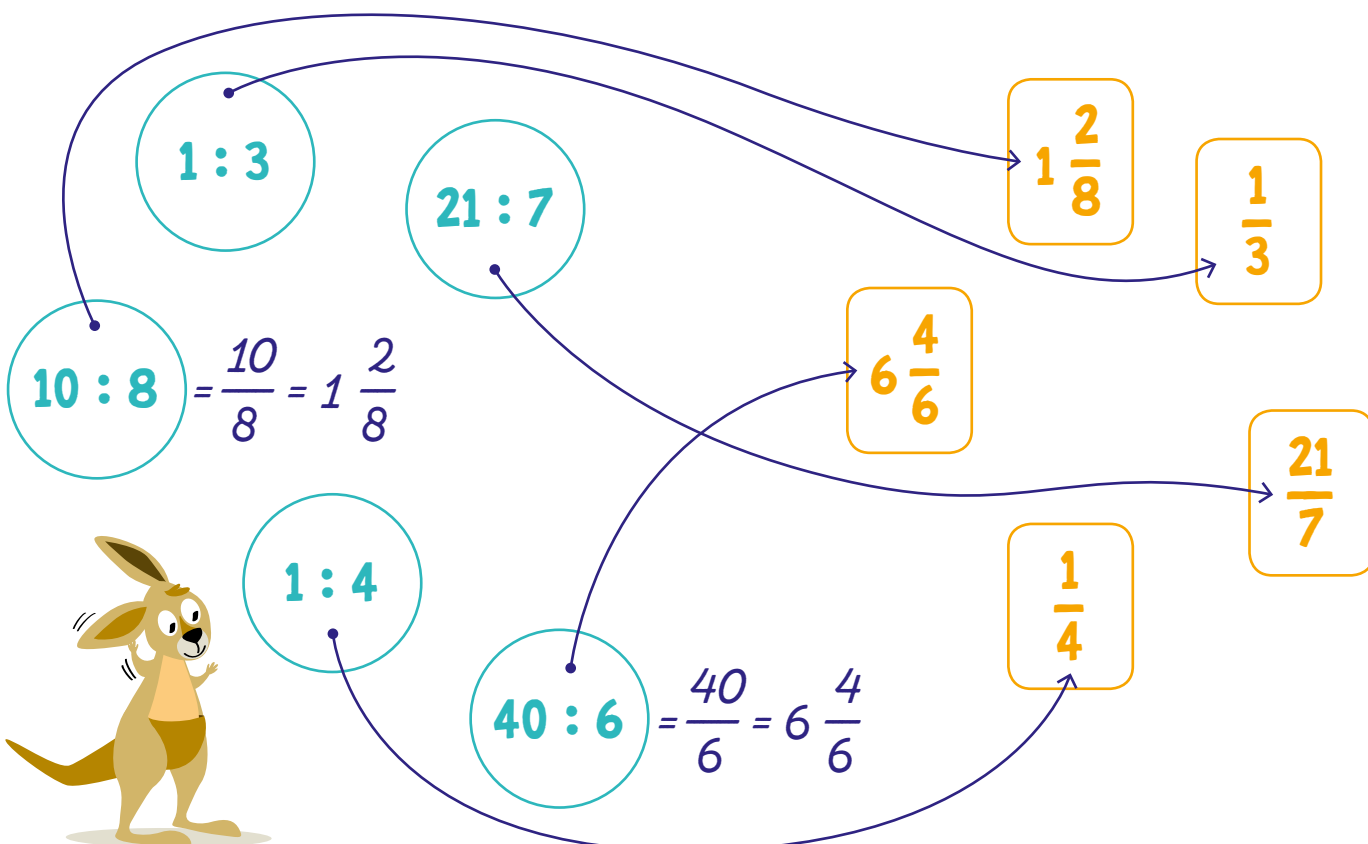 1 : 3
21 : 7
1 2/8
1/3
10 : 8 = 10/8 = 1 2/8
6 4/6
21/7
1 : 4
1/4
40 : 6 = 40/6 = 6 4/6